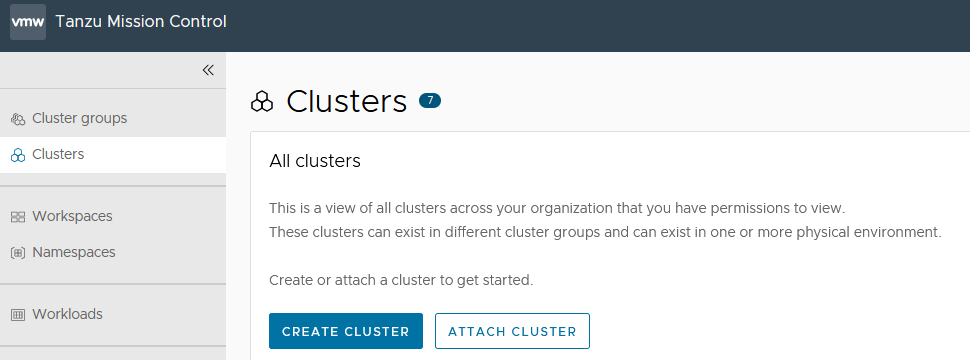 vmw Tanzu Mission Control
Cluster groups
Clusters
Workspaces
Namespaces
Workloads
Clusters 7
All clusters
This is a view of all clusters across your organization that you have permissions to view.
These clusters can exist in different cluster groups and can exist in one or more physical environment.
Create or attach a cluster to get started.
CREATE CLUSTER ATTACH CLUSTER